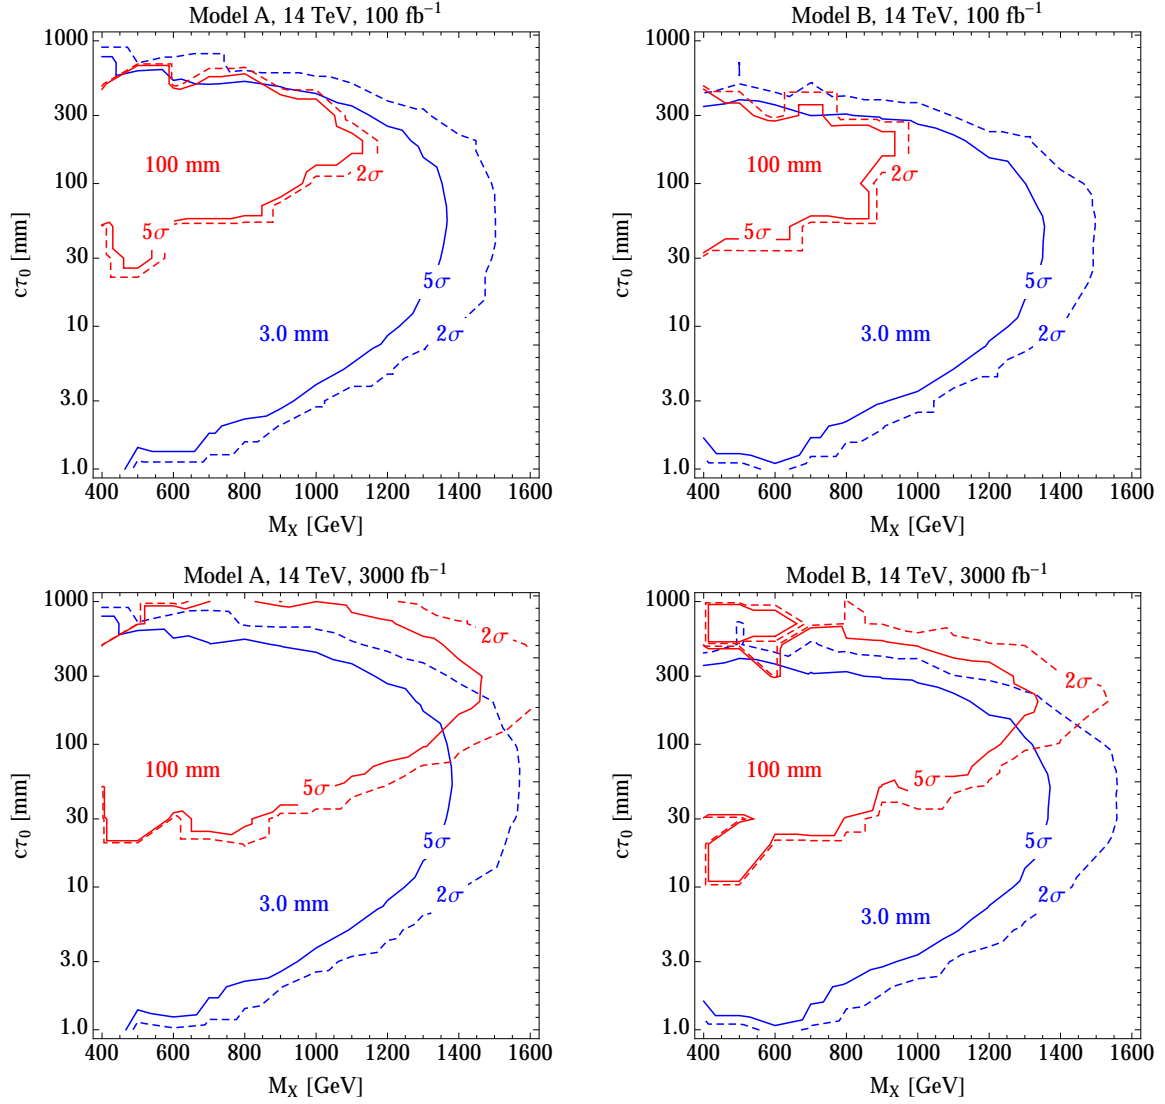 Model A, 14 TeV, 100 fb⁻¹
1000
300
100
30
10
3.0
1.0
cτ₀ [mm]
100 mm
2σ
5σ
5σ
3.0 mm
2σ
400 600 800 1000 1200 1400 1600
M_X [GeV]
Model B, 14 TeV, 100 fb⁻¹
1000
300
100
30
10
3.0
1.0
cτ₀ [mm]
100 mm
2σ
5σ
5σ
3.0 mm
2σ
400 600 800 1000 1200 1400 1600
M_X [GeV]
Model A, 14 TeV, 3000 fb⁻¹
1000
300
100
30
10
3.0
1.0
cτ₀ [mm]
2σ
100 mm
5σ
5σ
3.0 mm
2σ
400 600 800 1000 1200 1400 1600
M_X [GeV]
Model B, 14 TeV, 3000 fb⁻¹
1000
300
100
30
10
3.0
1.0
cτ₀ [mm]
2σ
100 mm
5σ
5σ
3.0 mm
2σ
400 600 800 1000 1200 1400 1600
M_X [GeV]